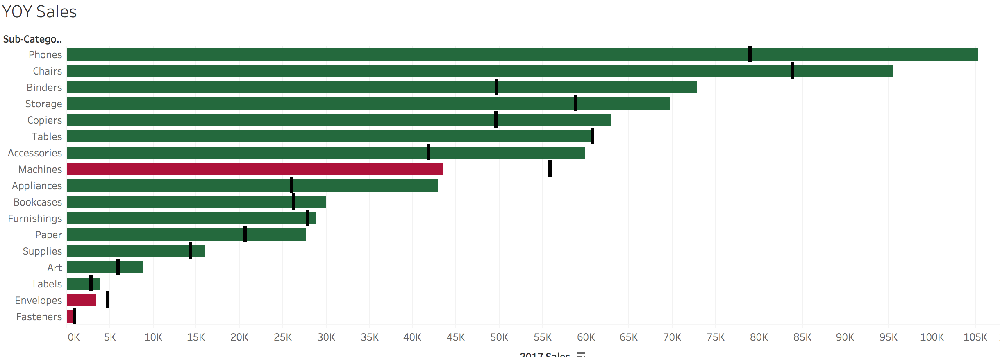 YOY Sales
Sub-Catego..
Phones
Chairs
Binders
Storage
Copiers
Tables
Accessories
Machines
Appliances
Bookcases
Furnishings
Paper
Supplies
Art
Labels
Envelopes
Fasteners
0K 5K 10K 15K 20K 25K 30K 35K 40K 45K 50K 55K 60K 65K 70K 75K 80K 85K 90K 95K 100K 105K
2017 Sales